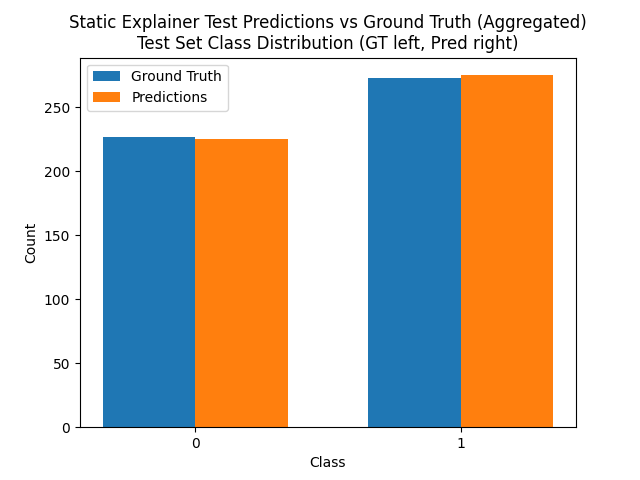 Static Explainer Test Predictions vs Ground Truth (Aggregated)
Test Set Class Distribution (GT left, Pred right)
Ground Truth
Predictions
250
200
150
100
50
0
Count
0
1
Class